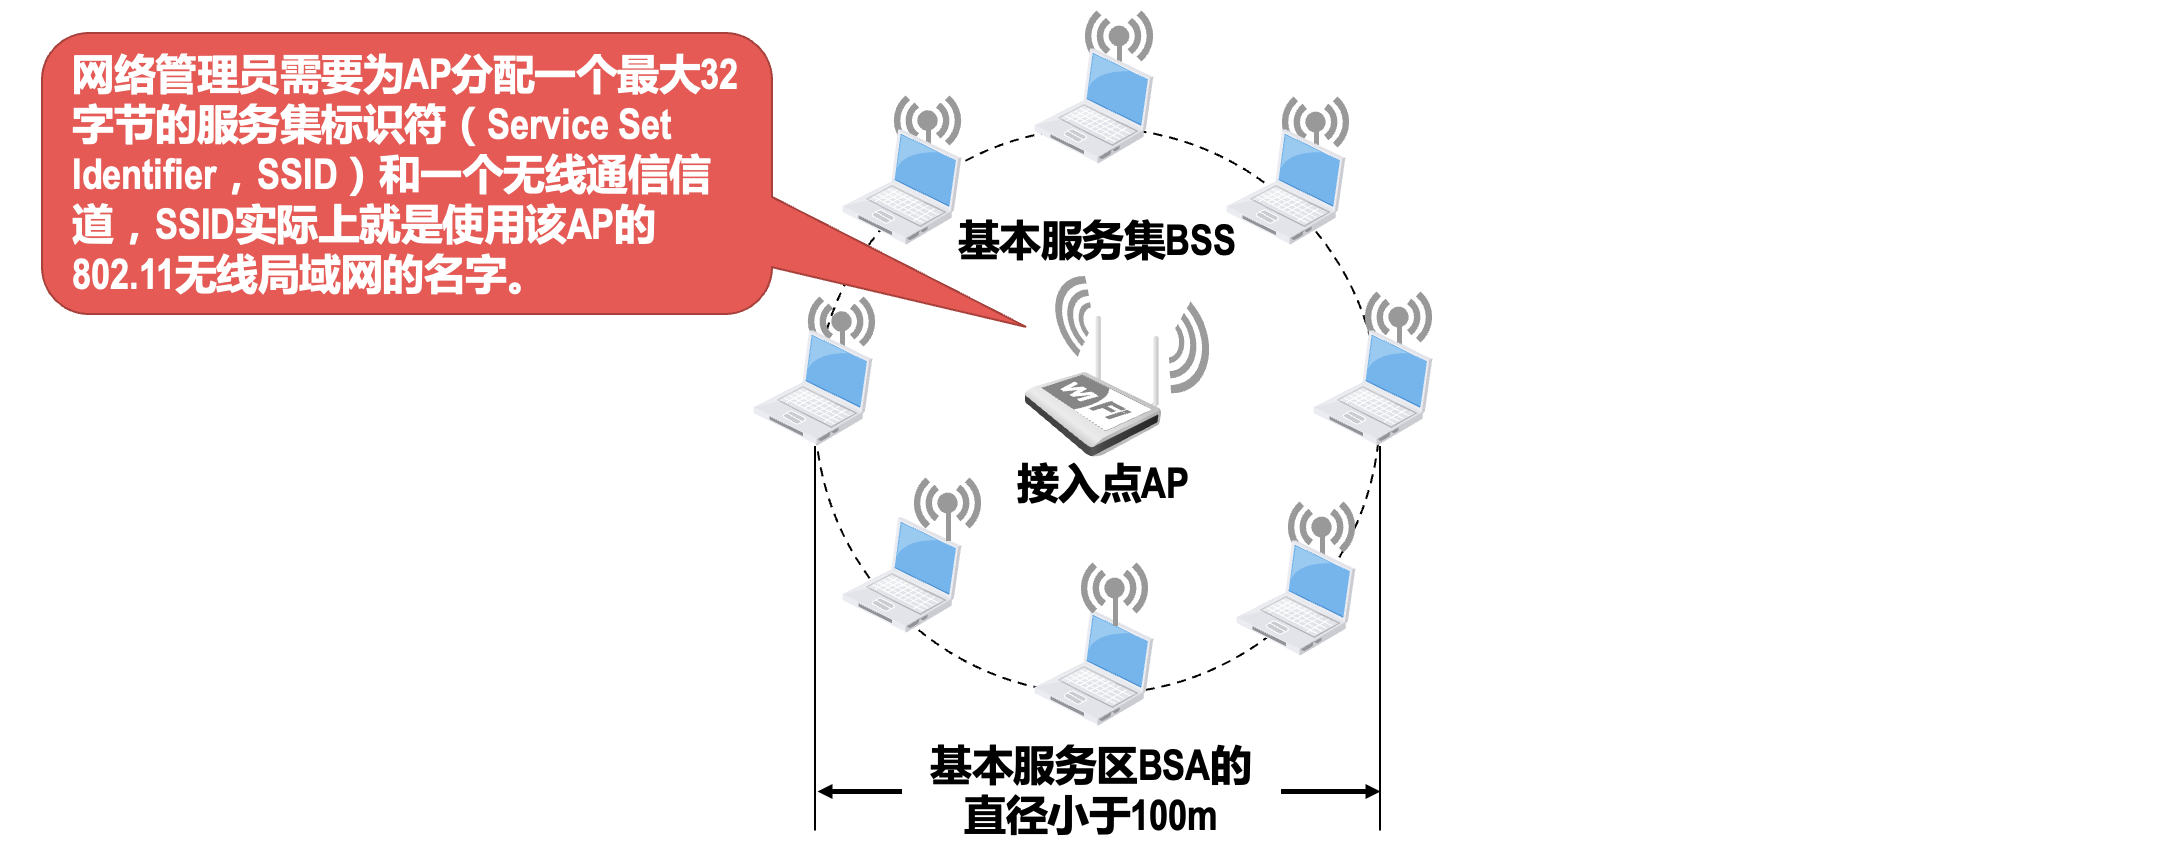 网络管理员需要为AP分配一个最大32
字节的服务集标识符（Service Set
Identifier，SSID）和一个无线通信信
道，SSID实际上就是使用该AP的
802.11无线局域网的名字。
基本服务集BSS
Wi Fi
接入点AP
基本服务区BSA的
直径小于100m